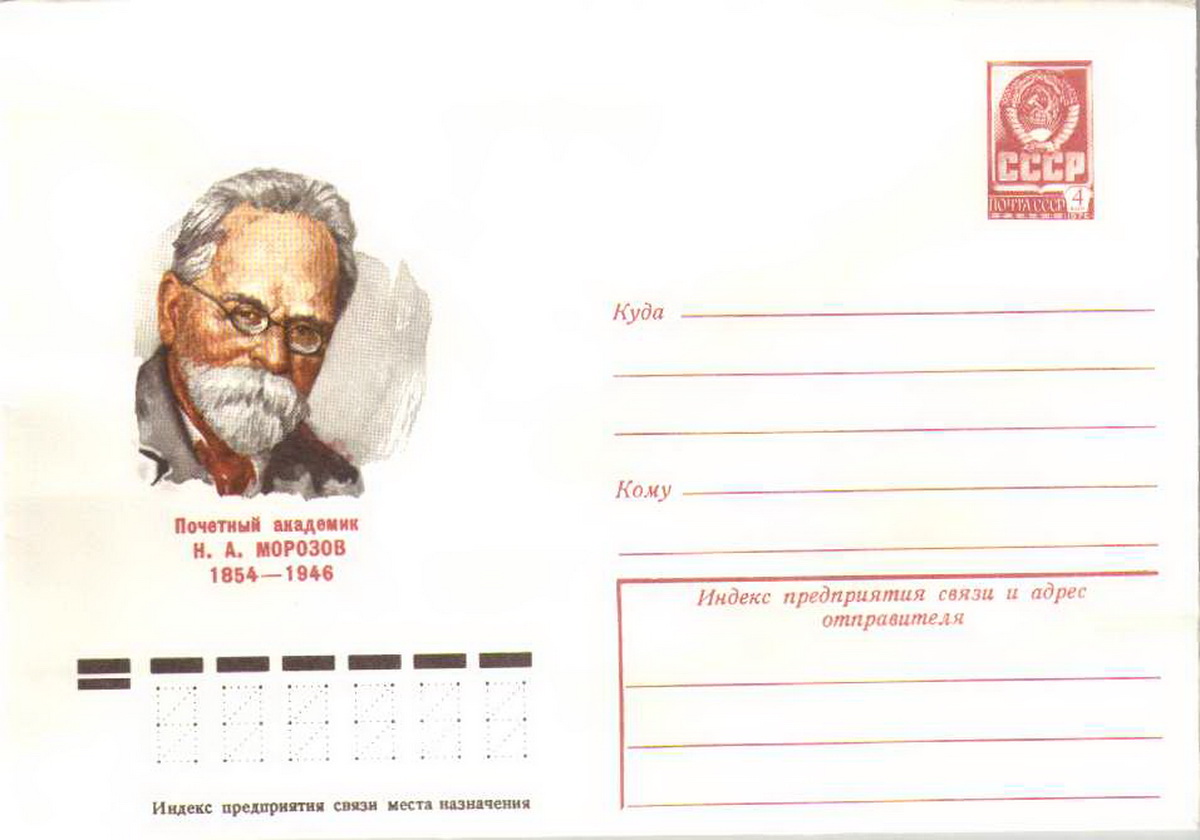 СССР
ПОЧТА СССР 4
Куда
Кому
Почетный академик
Н. А. МОРОЗОВ
1854—1946
Индекс предприятия связи и адрес
отправителя
Индекс предприятия связи места назначения